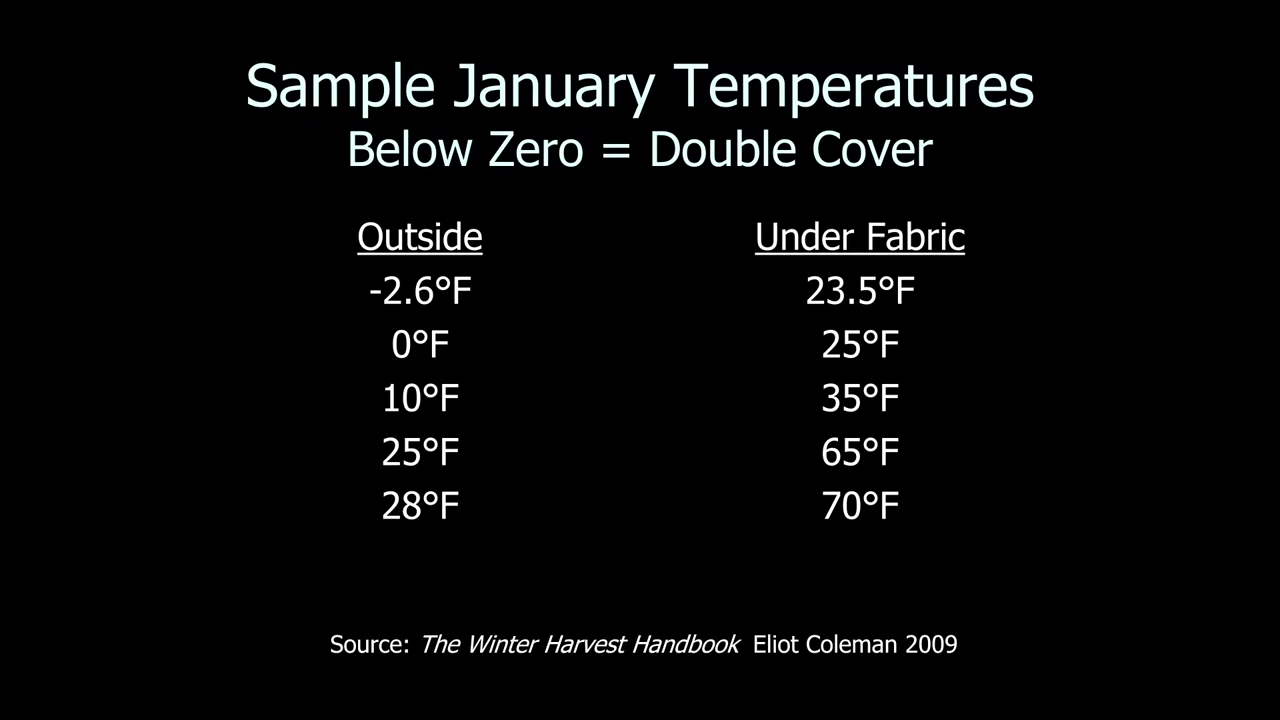 Sample January Temperatures
Below Zero = Double Cover
Outside Under Fabric
-2.6°F 23.5°F
0°F 25°F
10°F 35°F
25°F 65°F
28°F 70°F
Source: The Winter Harvest Handbook Eliot Coleman 2009